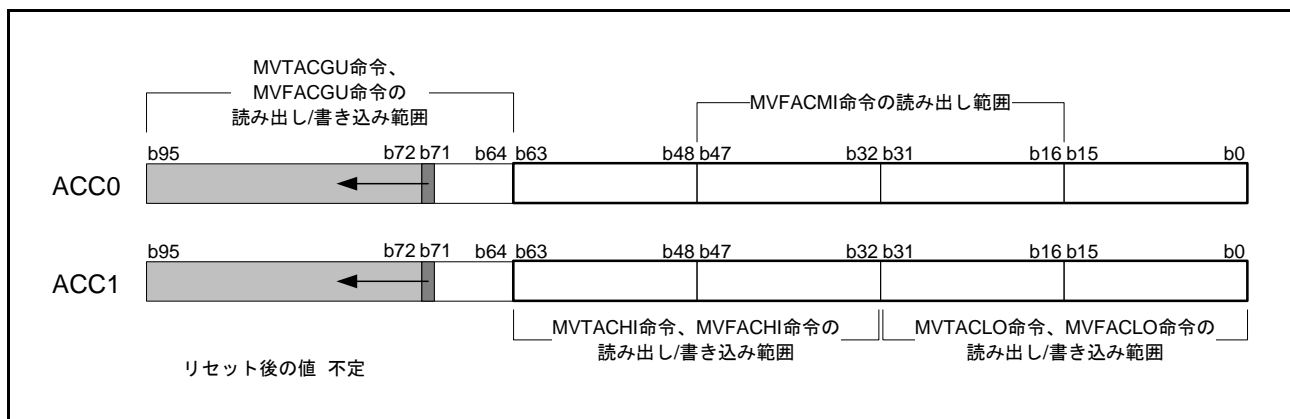 MVTACGU命令、
MVFACGU命令の
読み出し/書き込み範囲
MVFACMI命令の読み出し範囲
b95 b72 b71 b64 b63 b48 b47 b32 b31 b16 b15 b0
ACC0
b95 b72 b71 b64 b63 b48 b47 b32 b31 b16 b15 b0
ACC1
MVTACHI命令、MVFACHI命令の
読み出し/書き込み範囲
MVTACLO命令、MVFACLO命令の
読み出し/書き込み範囲
リセット後の値 不定